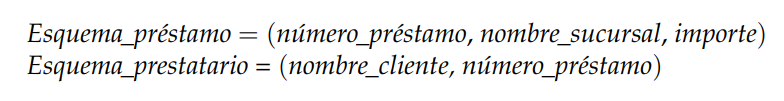 Esquema_préstamo = (número_préstamo, nombre_sucursal, importe)
Esquema_prestatario = (nombre_cliente, número_préstamo)